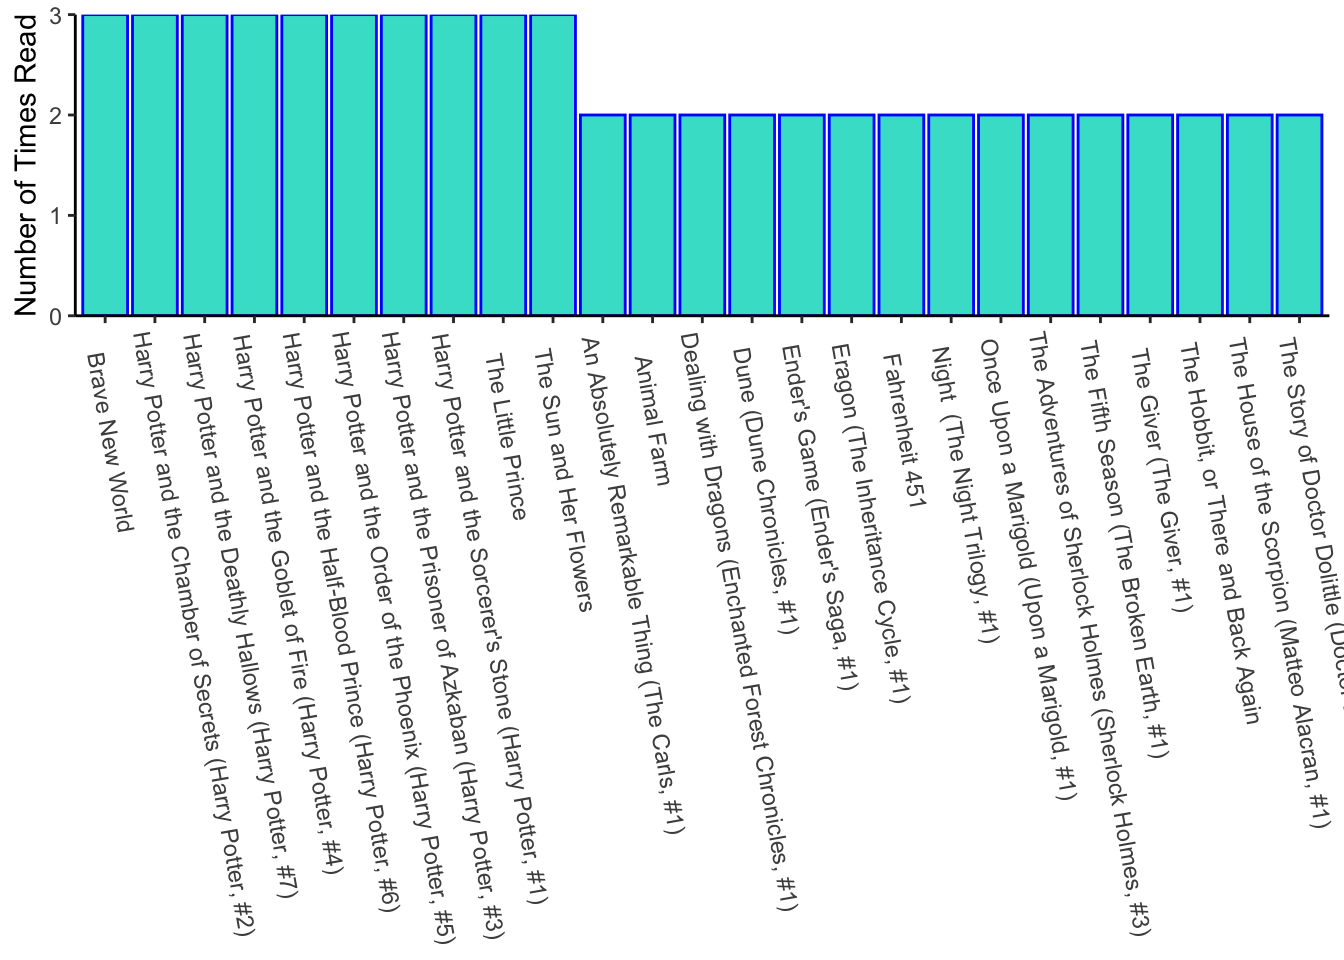 Number of Times Read
3
2
1
0
Brave New World
Harry Potter and the Chamber of Secrets (Harry Potter, #2)
Harry Potter and the Deathly Hallows (Harry Potter, #7)
Harry Potter and the Goblet of Fire (Harry Potter, #4)
Harry Potter and the Half-Blood Prince (Harry Potter, #6)
Harry Potter and the Order of the Phoenix (Harry Potter, #5)
Harry Potter and the Prisoner of Azkaban (Harry Potter, #3)
Harry Potter and the Sorcerer's Stone (Harry Potter, #1)
The Little Prince
The Sun and Her Flowers
An Absolutely Remarkable Thing (The Carls, #1)
Animal Farm
Dealing with Dragons (Enchanted Forest Chronicles, #1)
Dune (Dune Chronicles, #1)
Ender's Game (Ender's Saga, #1)
Eragon (The Inheritance Cycle, #1)
Fahrenheit 451
Night  (The Night Trilogy, #1)
Once Upon a Marigold (Upon a Marigold, #1)
The Adventures of Sherlock Holmes (Sherlock Holmes, #3)
The Fifth Season (The Broken Earth, #1)
The Giver (The Giver, #1)
The Hobbit, or There and Back Again
The House of the Scorpion (Matteo Alacran, #1)
The Story of Doctor Dolittle